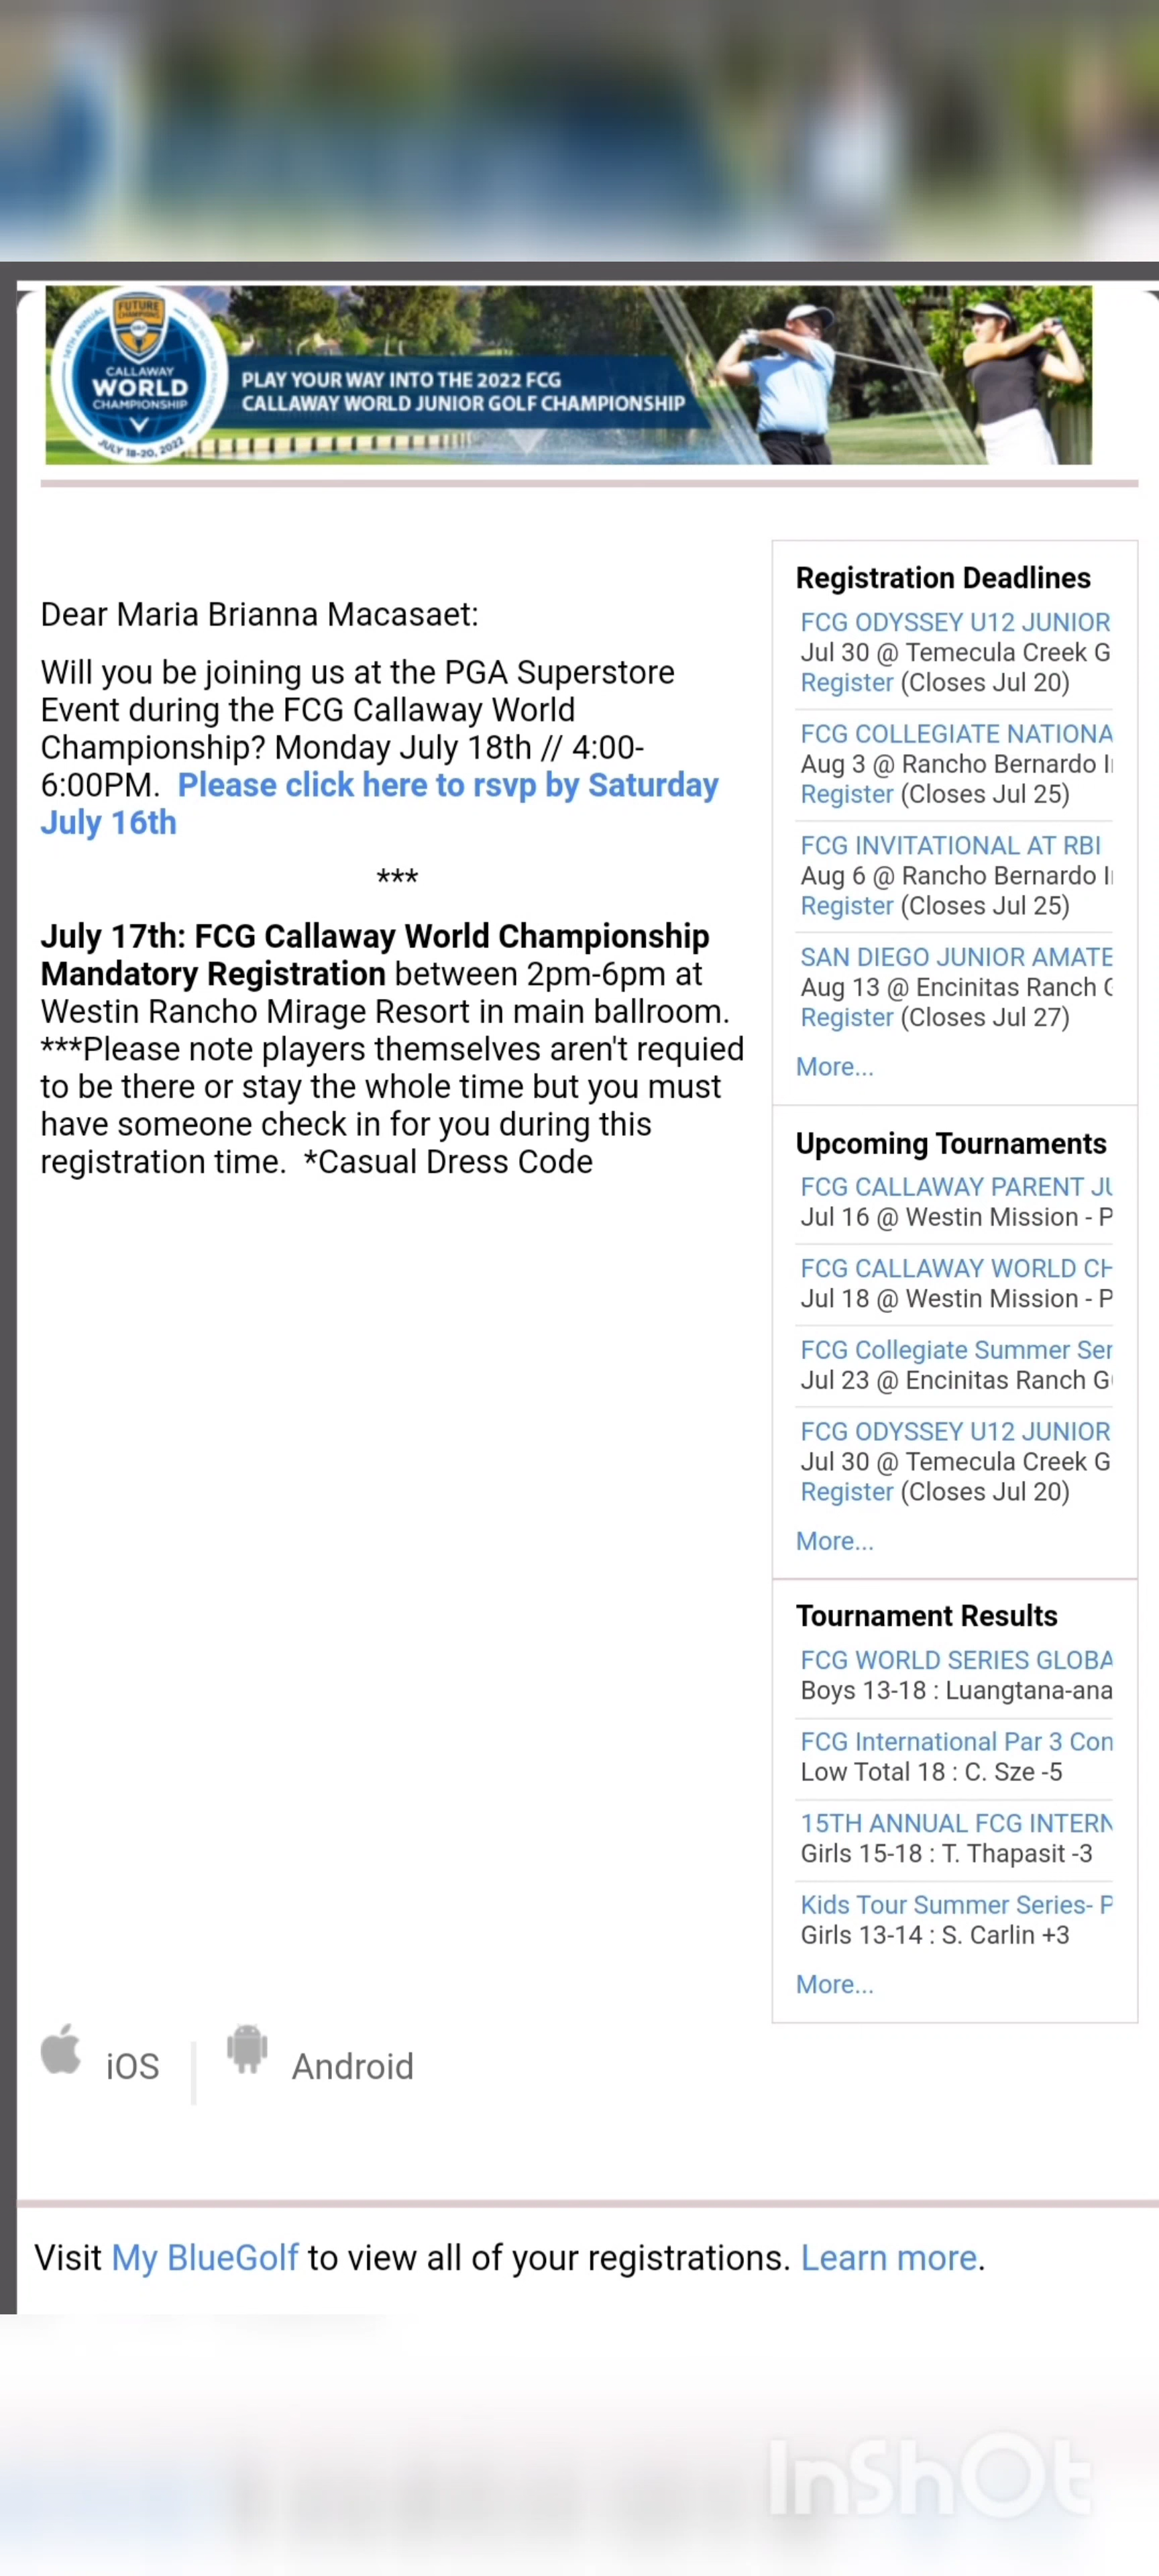 14TH ANNUAL
FUTURE
CHAMPIONS
GOLF
CALLAWAY
WORLD
CHAMPIONSHIP
JULY 18-20, 2022
PLAY YOUR WAY INTO THE 2022 FCG
CALLAWAY WORLD JUNIOR GOLF CHAMPIONSHIP
Dear Maria Brianna Macasaet:
Will you be joining us at the PGA Superstore
Event during the FCG Callaway World
Championship? Monday July 18th // 4:00-
6:00PM.  Please click here to rsvp by Saturday
July 16th
***
July 17th: FCG Callaway World Championship
Mandatory Registration between 2pm-6pm at
Westin Rancho Mirage Resort in main ballroom.
***Please note players themselves aren't requied
to be there or stay the whole time but you must
have someone check in for you during this
registration time.  *Casual Dress Code
Registration Deadlines
FCG ODYSSEY U12 JUNIOR
Jul 30 @ Temecula Creek G
Register (Closes Jul 20)
FCG COLLEGIATE NATIONA
Aug 3 @ Rancho Bernardo I
Register (Closes Jul 25)
FCG INVITATIONAL AT RBI
Aug 6 @ Rancho Bernardo I
Register (Closes Jul 25)
SAN DIEGO JUNIOR AMATE
Aug 13 @ Encinitas Ranch G
Register (Closes Jul 27)
More...
Upcoming Tournaments
FCG CALLAWAY PARENT JU
Jul 16 @ Westin Mission - P
FCG CALLAWAY WORLD CH
Jul 18 @ Westin Mission - P
FCG Collegiate Summer Ser
Jul 23 @ Encinitas Ranch G
FCG ODYSSEY U12 JUNIOR
Jul 30 @ Temecula Creek G
Register (Closes Jul 20)
More...
Tournament Results
FCG WORLD SERIES GLOBA
Boys 13-18 : Luangtana-ana
FCG International Par 3 Con
Low Total 18 : C. Sze -5
15TH ANNUAL FCG INTERN
Girls 15-18 : T. Thapasit -3
Kids Tour Summer Series- P
Girls 13-14 : S. Carlin +3
More...
iOS
Android
Visit My BlueGolf to view all of your registrations. Learn more.
InShOt